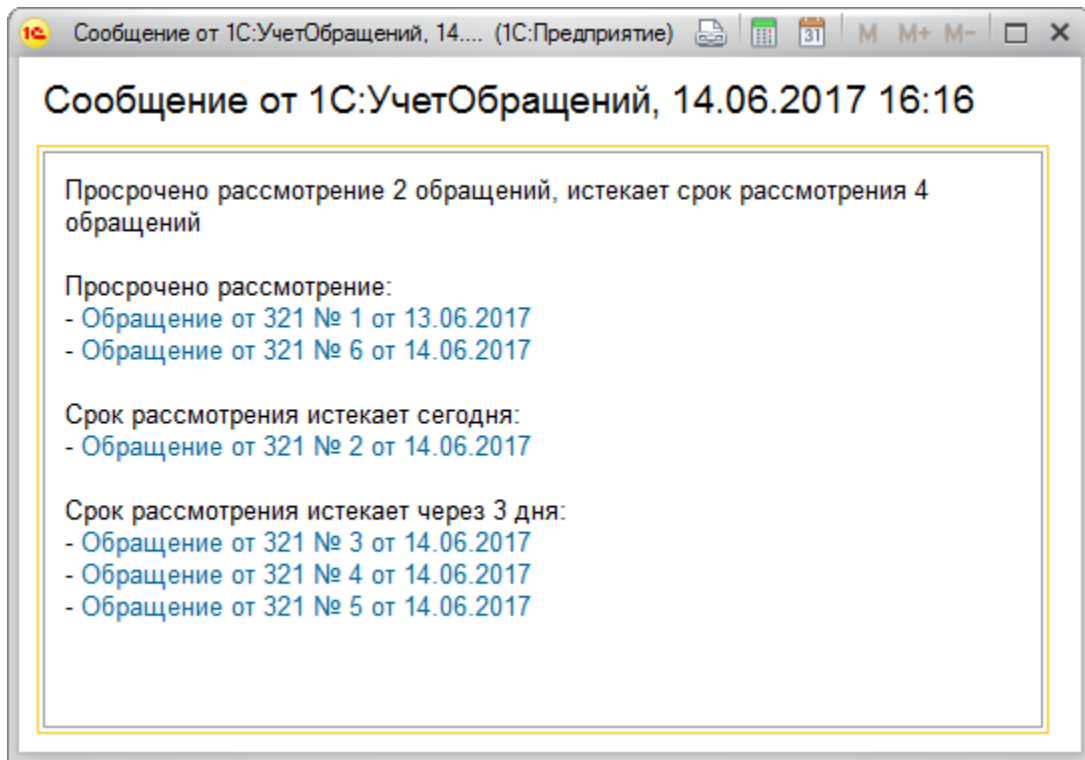 1С Сообщение от 1С:УчетОбращений, 14.... (1С:Предприятие) 31 M M+ M-
Сообщение от 1С:УчетОбращений, 14.06.2017 16:16
Просрочено рассмотрение 2 обращений, истекает срок рассмотрения 4
обращений
Просрочено рассмотрение:
- Обращение от 321 № 1 от 13.06.2017
- Обращение от 321 № 6 от 14.06.2017
Срок рассмотрения истекает сегодня:
- Обращение от 321 № 2 от 14.06.2017
Срок рассмотрения истекает через 3 дня:
- Обращение от 321 № 3 от 14.06.2017
- Обращение от 321 № 4 от 14.06.2017
- Обращение от 321 № 5 от 14.06.2017